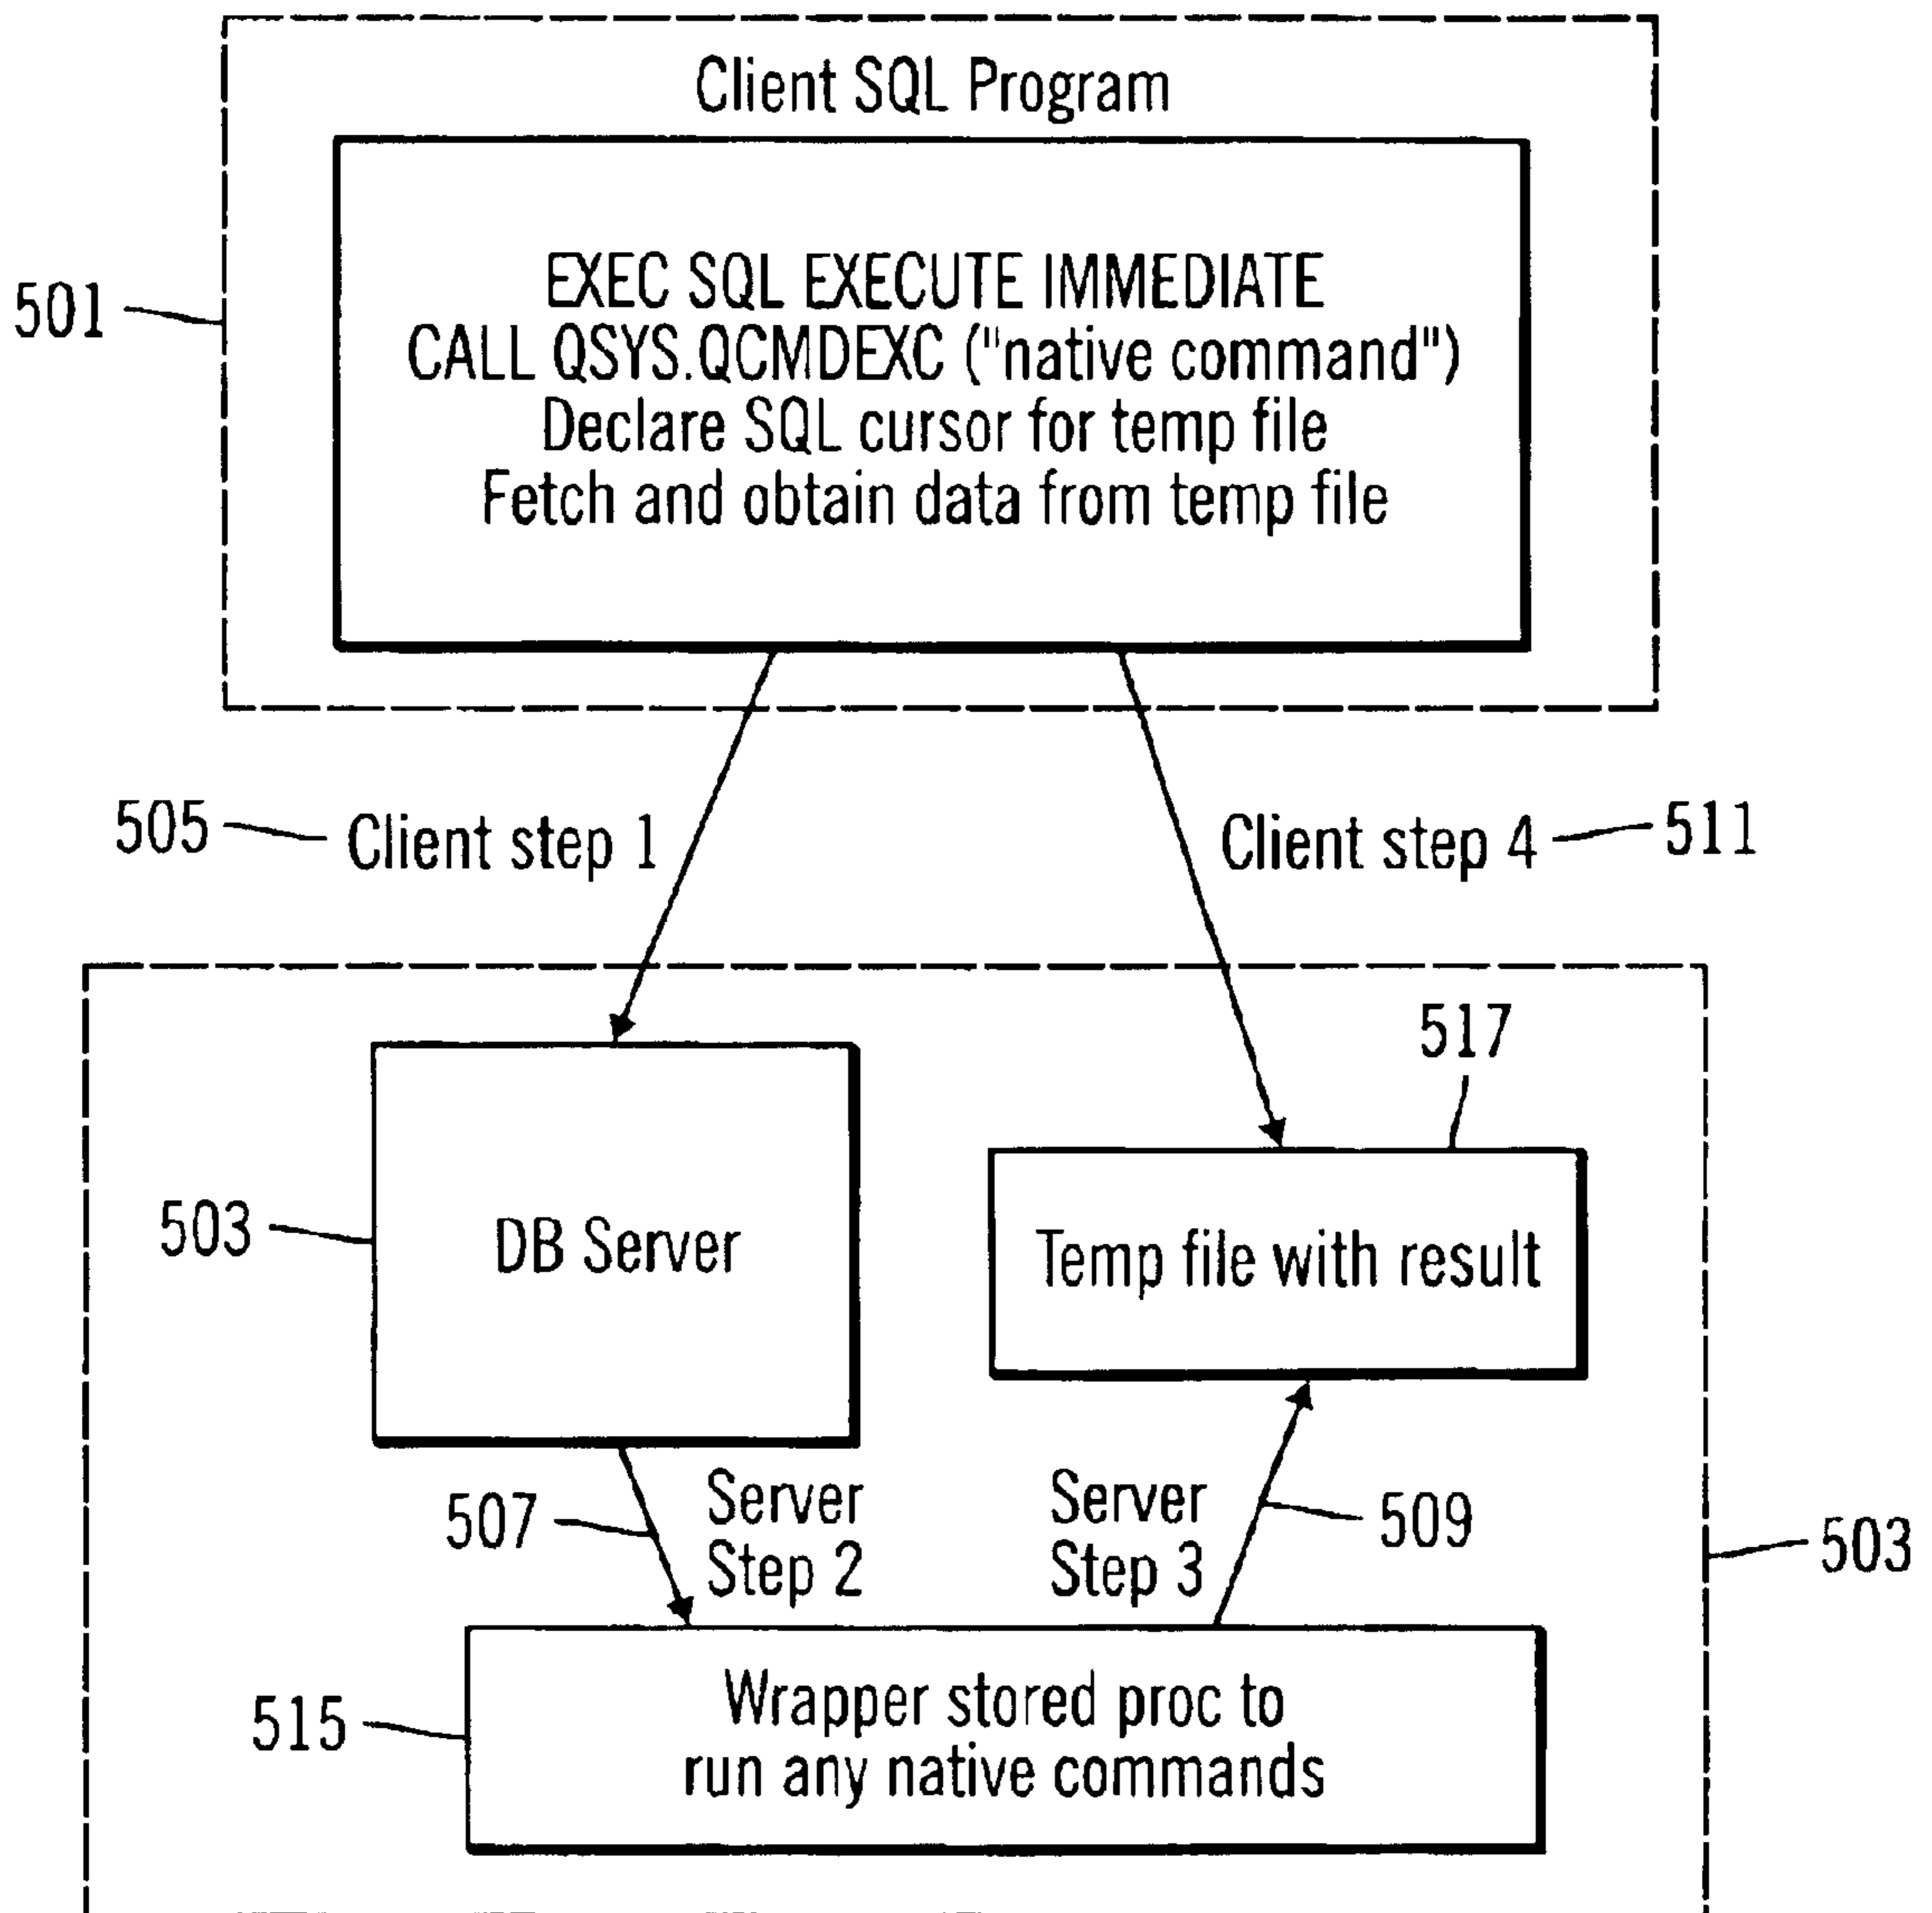 Client SQL Program
EXEC SQL EXECUTE IMMEDIATE
CALL QSYS.QCMDEXC ("native command")
Declare SQL cursor for temp file
Fetch and obtain data from temp file
501
505
Client step 1
Client step 4
511
517
503
DB Server
Temp file with result
507
Server
Step 2
Server
Step 3
509
503
515
Wrapper stored proc to
run any native commands